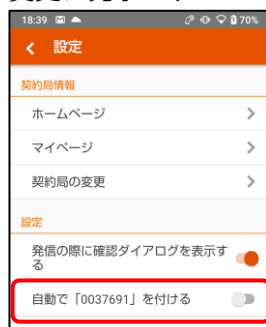 18:39 70%
設定
契約局情報
ホームページ
マイページ
契約局の変更
設定
発信の際に確認ダイアログを表示す
る
自動で「0037691」を付ける